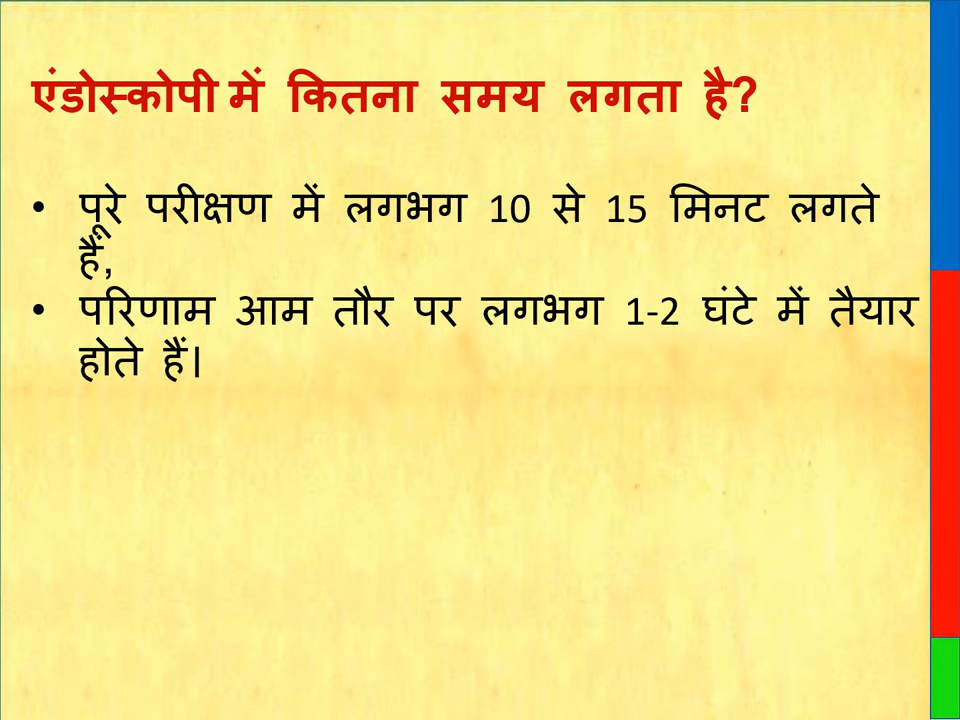 एंडोस्कोपी में कितना समय लगता है?
• पूरे परीक्षण में लगभग 10 से 15 मिनट लगते
हैं,
• परिणाम आम तौर पर लगभग 1-2 घंटे में तैयार
होते हैं।